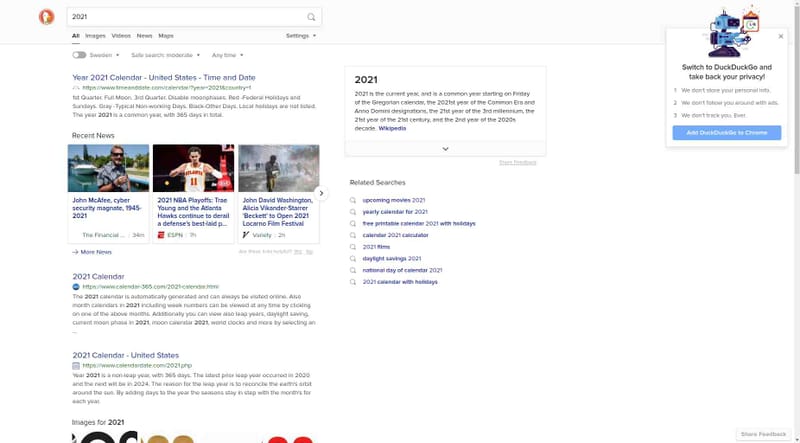 2021
All Images Videos News Maps Settings
Sweden Safe search: moderate Any time
Year 2021 Calendar - United States - Time and Date
https://www.timeanddate.com/calendar/?year=2021&country=1
1st Quarter. Full Moon. 3rd Quarter. Disable moonphases. Red -Federal Holidays and
Sundays. Gray -Typical Non-working Days. Black-Other Days. Local holidays are not listed.
The year 2021 is a common year, with 365 days in total.
Recent News
John McAfee, cyber
security magnate, 1945-
2021
The Financial ... 34m
2021 NBA Playoffs: Trae
Young and the Atlanta
Hawks continue to derail
a defense's best-laid p...
ESPN 7h
John David Washington,
Alicia Vikander-Starrer
'Beckett' to Open 2021
Locarno Film Festival
Variety 2h
More News
Are these links helpful? Yes No
2021 Calendar
https://www.calendar-365.com/2021-calendar.html
The 2021 calendar is automatically generated and can always be visited online. Also
month calendars in 2021 including week numbers can be viewed at any time by clicking
on one of the above months. Additionally you can view also leap years, daylight saving,
current moon phase in 2021, moon calendar 2021, world clocks and more by selecting an
...
2021 Calendar - United States
https://www.calendardate.com/2021.php
Year 2021 is a non-leap year, with 365 days. The latest prior leap year occurred in 2020
and the next will be in 2024. The reason for the leap year is to reconcile the earth's orbit
around the sun. By adding days to the year the seasons stay in step with the months for
each year.
Images for 2021
2021
2021 is the current year, and is a common year starting on Friday
of the Gregorian calendar, the 2021st year of the Common Era and
Anno Domini designations, the 21st year of the 3rd millennium, the
21st year of the 21st century, and the 2nd year of the 2020s
decade. Wikipedia
Share Feedback
Related Searches
upcoming movies 2021
yearly calendar for 2021
free printable calendar 2021 with holidays
calendar 2021 calculator
2021 films
daylight savings 2021
national day of calendar 2021
2021 calendar with holidays
Switch to DuckDuckGo and
take back your privacy!
1 We don't store your personal info.
2 We don't follow you around with ads.
3 We don't track you. Ever.
Add DuckDuckGo to Chrome
Share Feedback